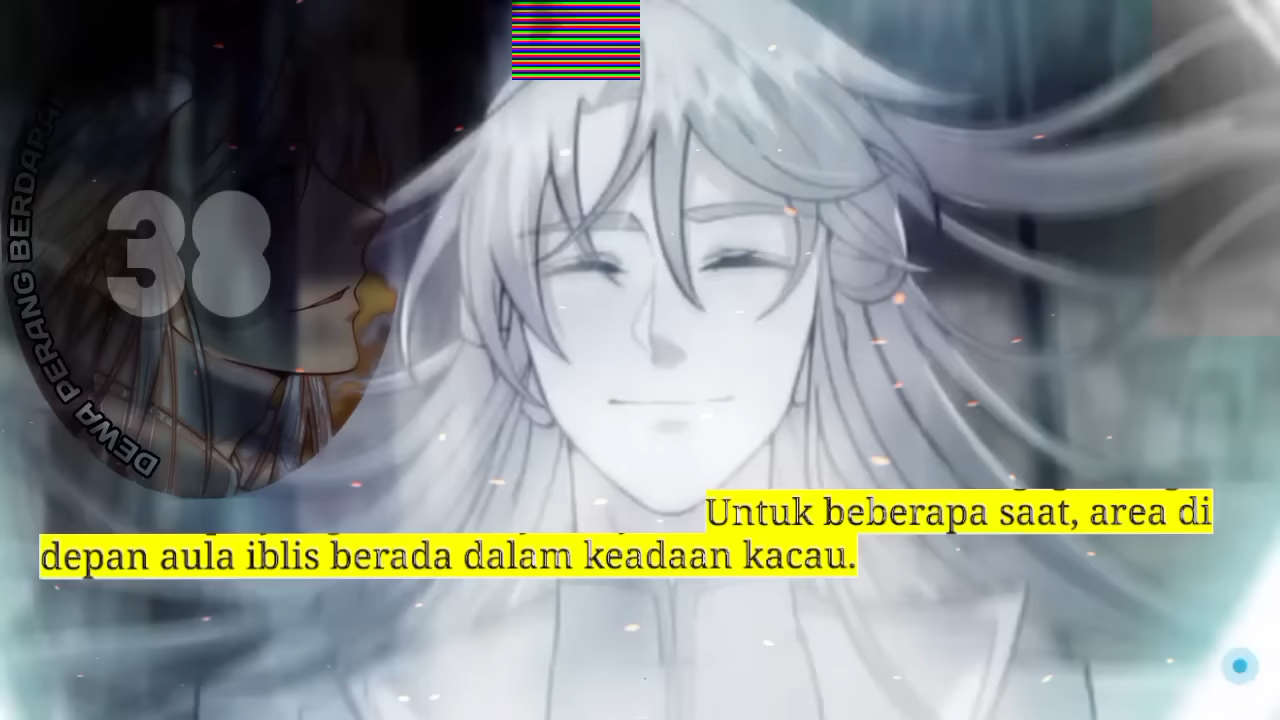 38
DEWA PERANG BERDARAH
Untuk beberapa saat, area di
depan aula iblis berada dalam keadaan kacau.